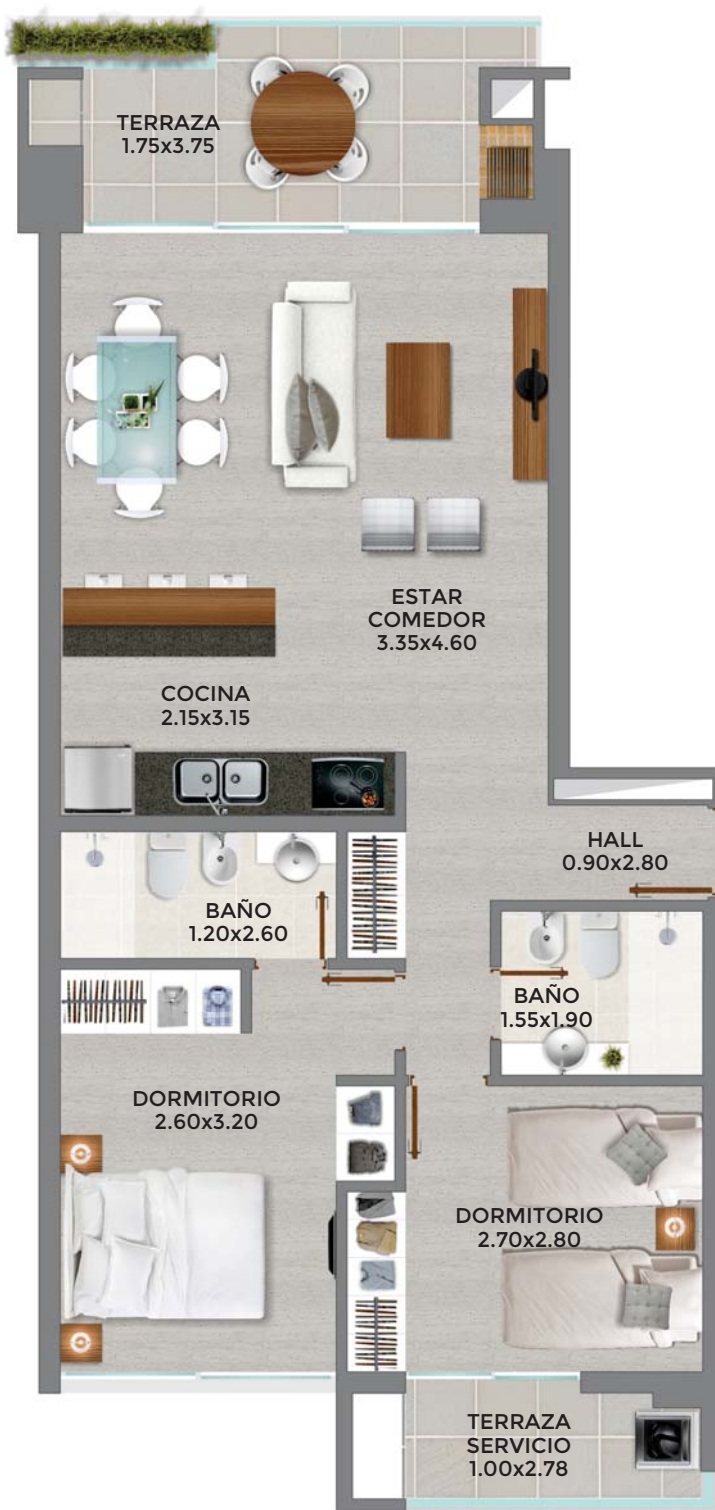 TERRAZA
1.75x3.75
ESTAR
COMEDOR
3.35x4.60
COCINA
2.15x3.15
HALL
0.90x2.80
BAÑO
1.20x2.60
BAÑO
1.55x1.90
DORMITORIO
2.60x3.20
DORMITORIO
2.70x2.80
TERRAZA
SERVICIO
1.00x2.78